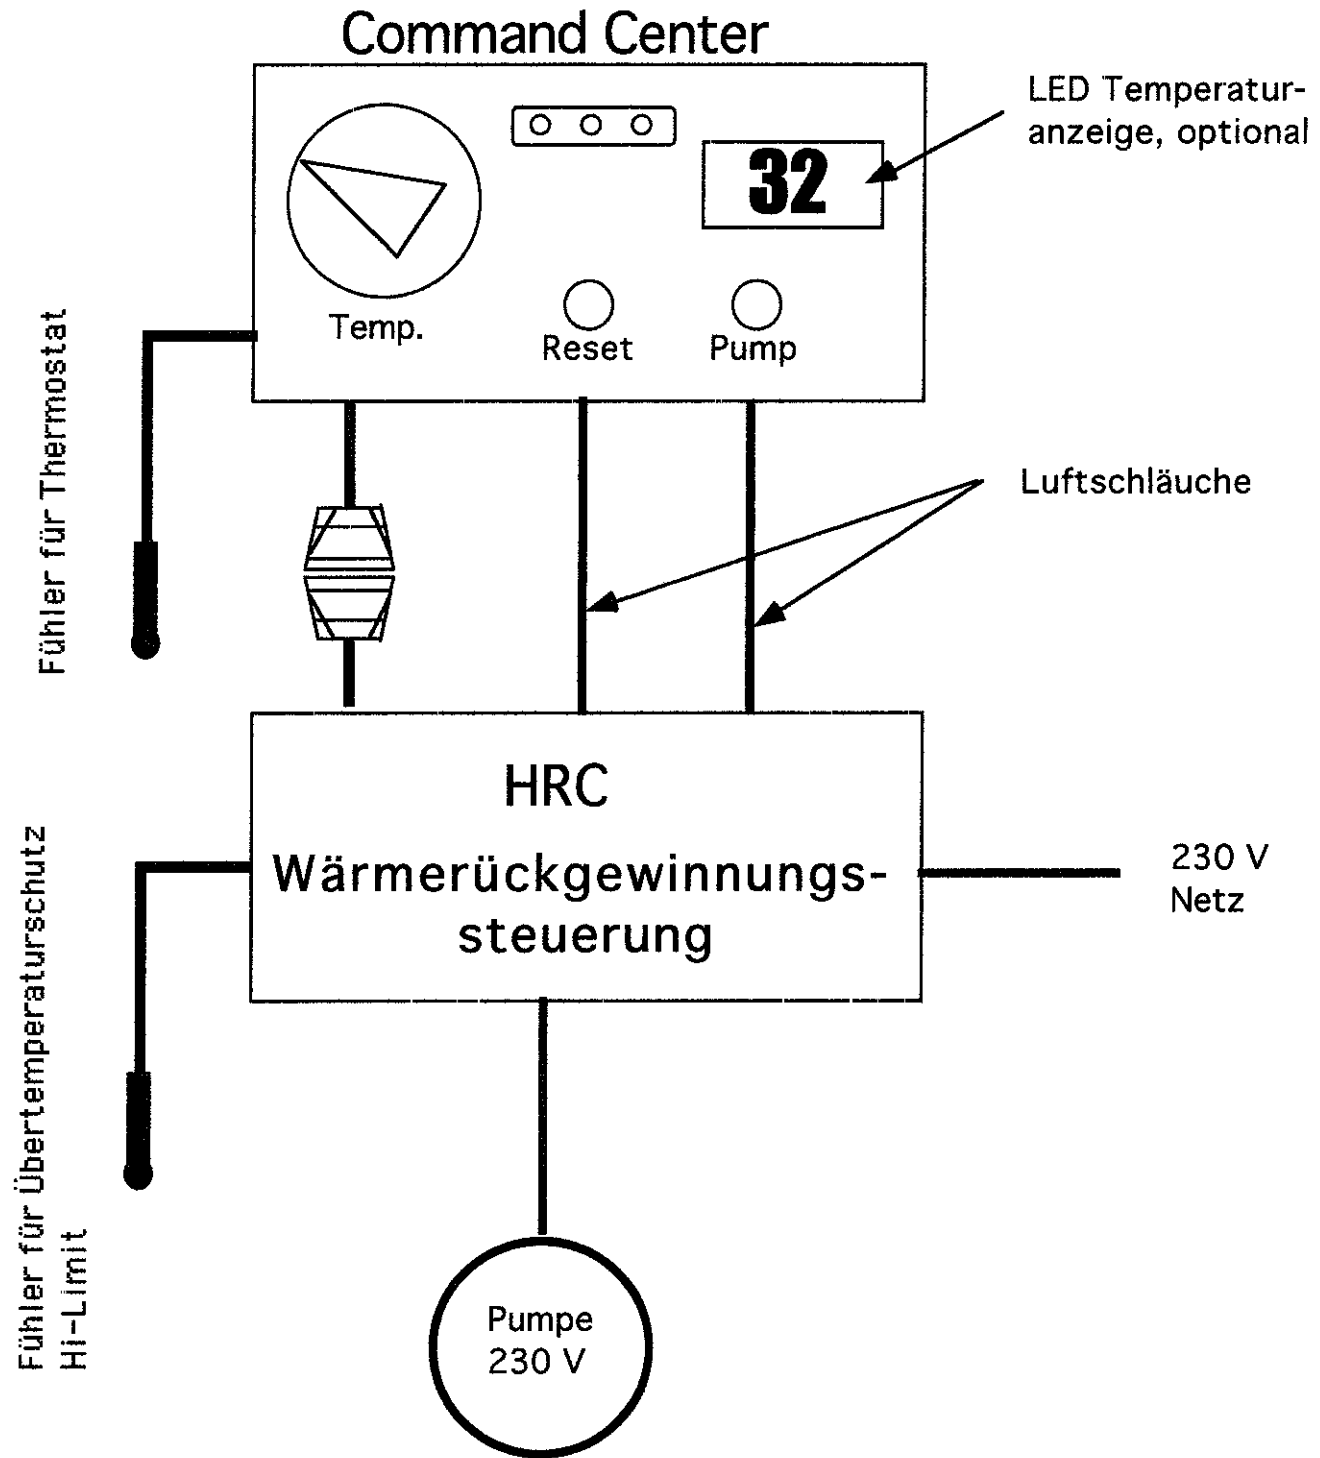 Command Center
LED Temperatur-
anzeige, optional
32
Temp.
Reset
Pump
Fühler für Thermostat
Luftschläuche
HRC
Wärmerückgewinnungs-
steuerung
230 V
Netz
Fühler für Übertemperaturschutz
Hi-Limit
Pumpe
230 V